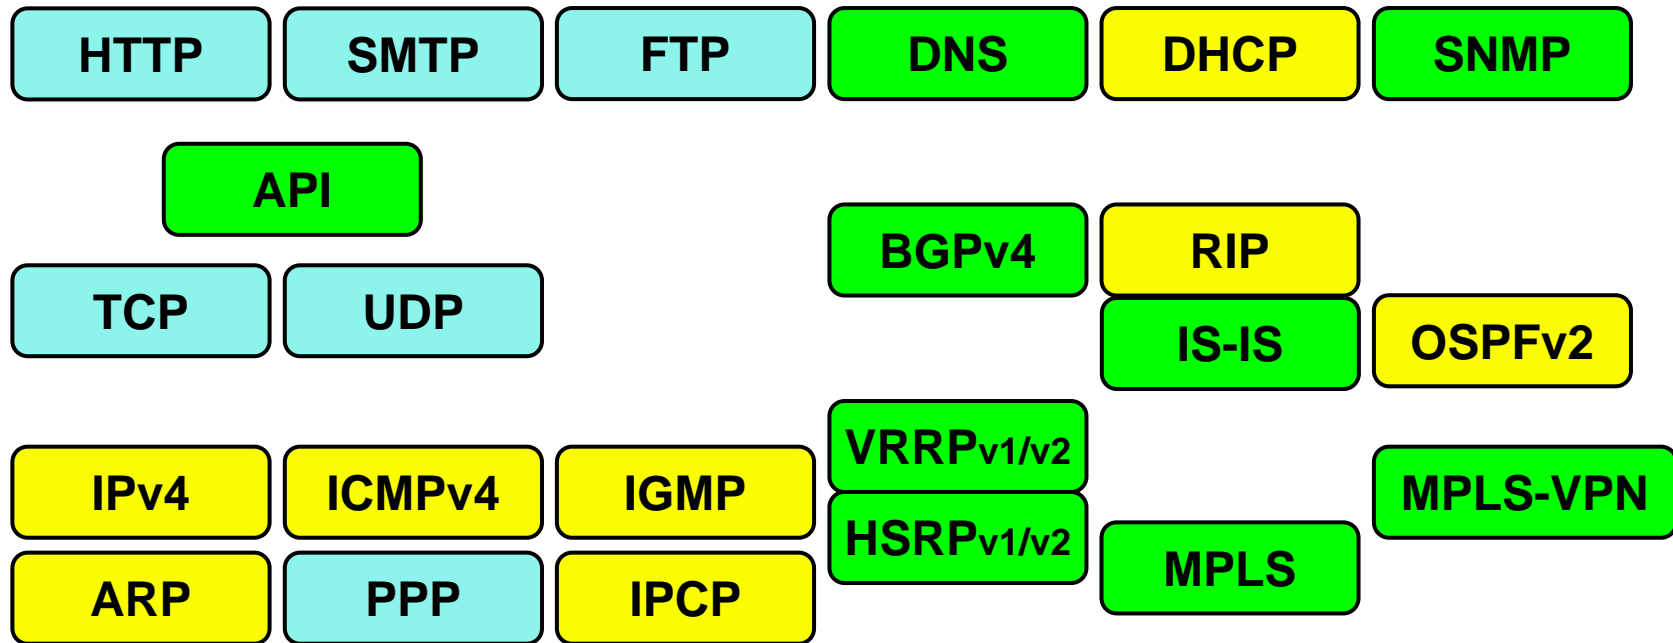 HTTP
SMTP
FTP
DNS
DHCP
SNMP
API
BGPv4
RIP
TCP
UDP
IS-IS
OSPFv2
VRRPv1/v2
IPv4
ICMPv4
IGMP
MPLS-VPN
HSRPv1/v2
MPLS
ARP
PPP
IPCP